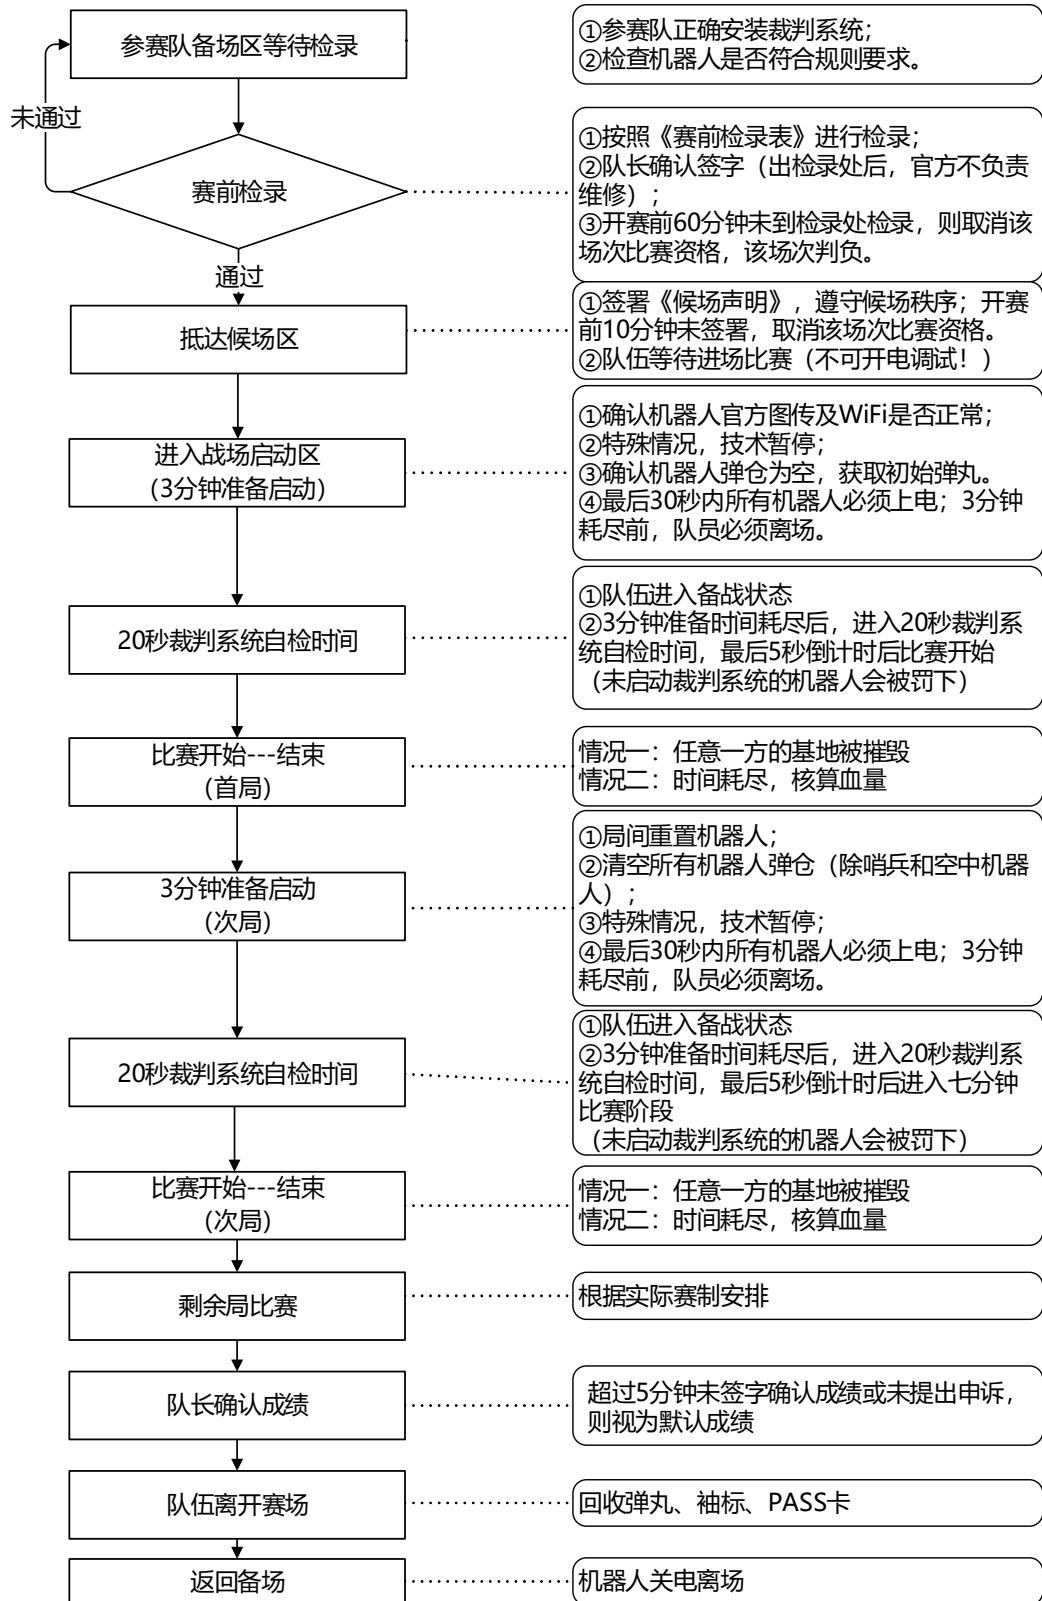 参赛队备场区等待检录
①参赛队正确安装裁判系统；
②检查机器人是否符合规则要求。
未通过
赛前检录
①按照《赛前检录表》进行检录；
②队长确认签字（出检录处后，官方不负责
维修）；
③开赛前60分钟未到检录处检录，则取消该
场次比赛资格，该场次判负。
通过
抵达候场区
①签署《候场声明》，遵守候场秩序；开赛
前10分钟未签署，取消该场次比赛资格。
②队伍等待进场比赛（不可开电调试！）
进入战场启动区
（3分钟准备启动）
①确认机器人官方图传及WiFi是否正常；
②特殊情况，技术暂停；
③确认机器人弹仓为空，获取初始弹丸。
④最后30秒内所有机器人必须上电；3分钟
耗尽前，队员必须离场。
20秒裁判系统自检时间
①队伍进入备战状态
②3分钟准备时间耗尽后，进入20秒裁判系
统自检时间，最后5秒倒计时后比赛开始
（未启动裁判系统的机器人会被罚下）
比赛开始---结束
（首局）
情况一：任意一方的基地被摧毁
情况二：时间耗尽，核算血量
3分钟准备启动
（次局）
①局间重置机器人；
②清空所有机器人弹仓（除哨兵和空中机器
人）；
③特殊情况，技术暂停；
④最后30秒内所有机器人必须上电；3分钟
耗尽前，队员必须离场。
20秒裁判系统自检时间
①队伍进入备战状态
②3分钟准备时间耗尽后，进入20秒裁判系
统自检时间，最后5秒倒计时后进入七分钟
比赛阶段
（未启动裁判系统的机器人会被罚下）
比赛开始---结束
（次局）
情况一：任意一方的基地被摧毁
情况二：时间耗尽，核算血量
剩余局比赛
根据实际赛制安排
队长确认成绩
超过5分钟未签字确认成绩或未提出申诉，
则视为默认成绩
队伍离开赛场
回收弹丸、袖标、PASS卡
返回备场
机器人关电离场